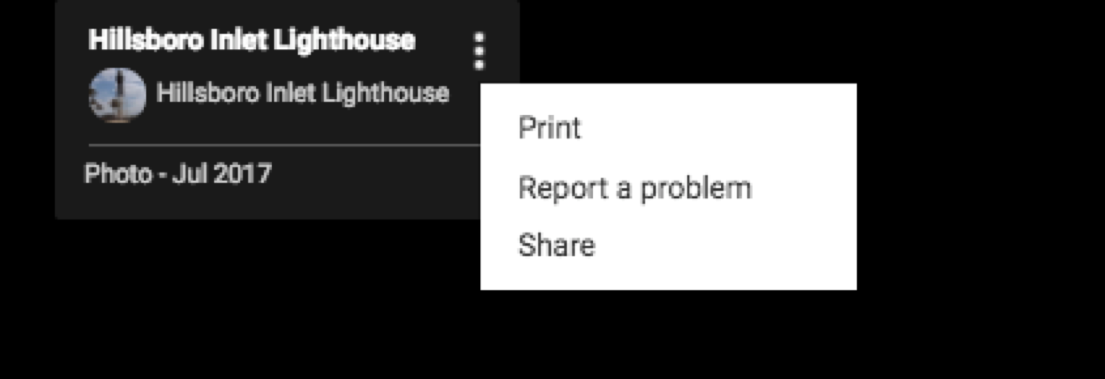 Hillsboro Inlet Lighthouse
Hillsboro Inlet Lighthouse
Photo - Jul 2017
Print
Report a problem
Share